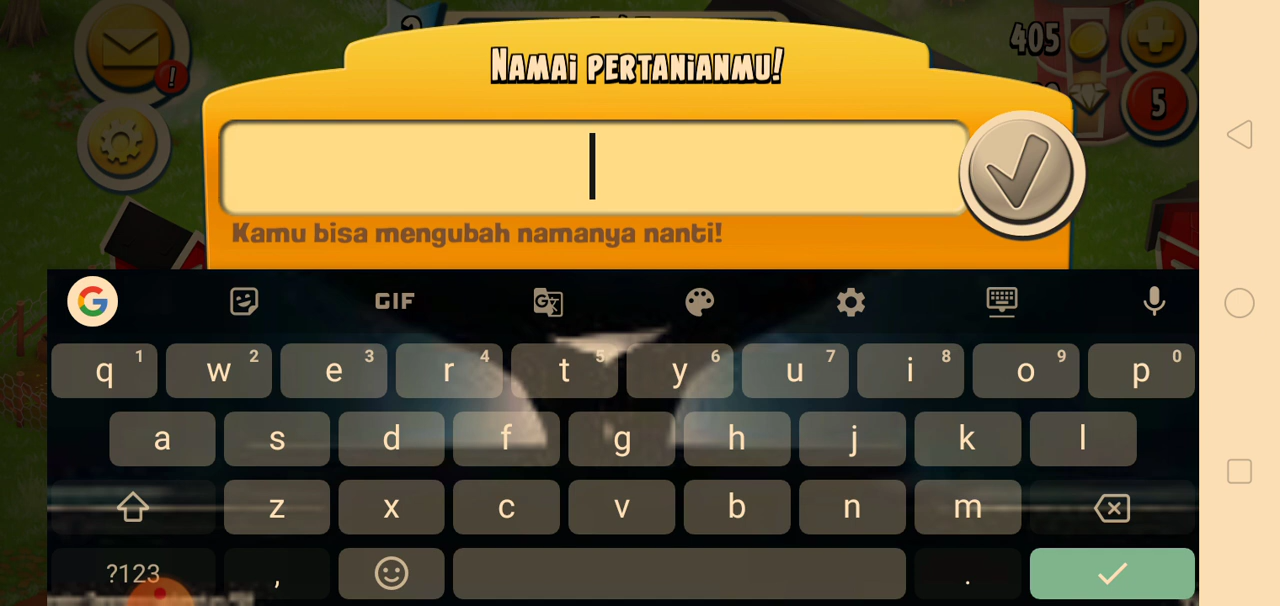 Namai pertanianmu!
405
!
5
Kamu bisa mengubah namanya nanti!
G GIF G
q 1 w 2 e 3 r 4 t 5 y 6 u 7 i 8 o 9 p 0
a s d f g h j k l
z x c v b n m
?123 , .